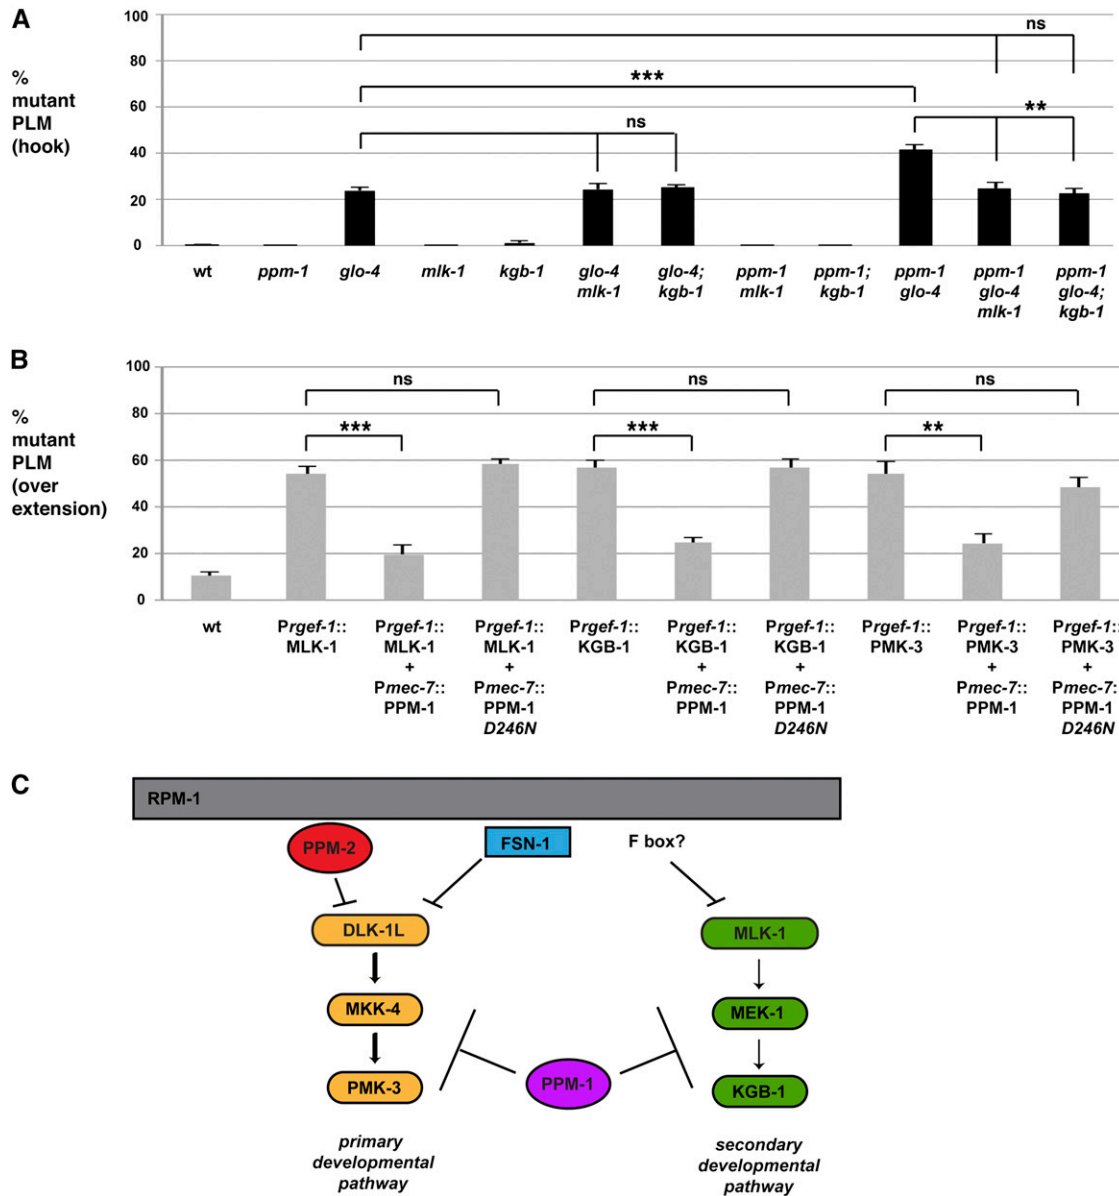 A
%
mutant
PLM
(hook)
100
80
60
40
20
0
ns
***
**
ns
wt
ppm-1
glo-4
mlk-1
kgb-1
glo-4
mlk-1
glo-4;
kgb-1
ppm-1
mlk-1
ppm-1;
kgb-1
ppm-1
glo-4
ppm-1
glo-4
mlk-1
ppm-1
glo-4;
kgb-1
B
%
mutant
PLM
(over
extension)
100
80
60
40
20
0
ns
ns
ns
***
***
**
wt
Prgef-1::
MLK-1
Prgef-1::
MLK-1
+
Pmec-7::
PPM-1
Prgef-1::
MLK-1
+
Pmec-7::
PPM-1
D246N
Prgef-1::
KGB-1
Prgef-1::
KGB-1
+
Pmec-7::
PPM-1
Prgef-1::
KGB-1
+
Pmec-7::
PPM-1
D246N
Prgef-1::
PMK-3
Prgef-1::
PMK-3
+
Pmec-7::
PPM-1
Prgef-1::
PMK-3
+
Pmec-7::
PPM-1
D246N
C
RPM-1
PPM-2
FSN-1
F box?
DLK-1L
MLK-1
MKK-4
MEK-1
PMK-3
PPM-1
KGB-1
primary
developmental
pathway
secondary
developmental
pathway